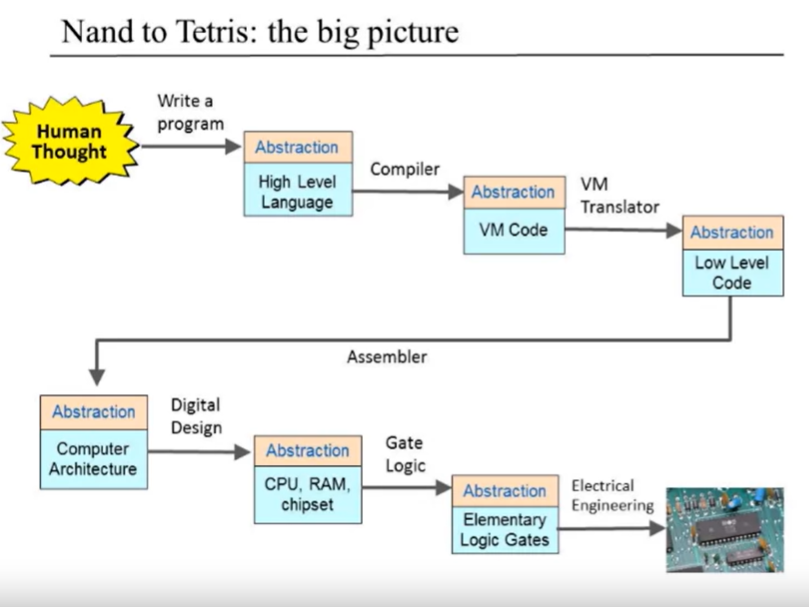 Nand to Tetris: the big picture
Human
Thought
Write a
program
Abstraction
High Level
Language
Compiler
Abstraction
VM Code
VM
Translator
Abstraction
Low Level
Code
Assembler
Abstraction
Computer
Architecture
Digital
Design
Abstraction
CPU, RAM,
chipset
Gate
Logic
Abstraction
Elementary
Logic Gates
Electrical
Engineering